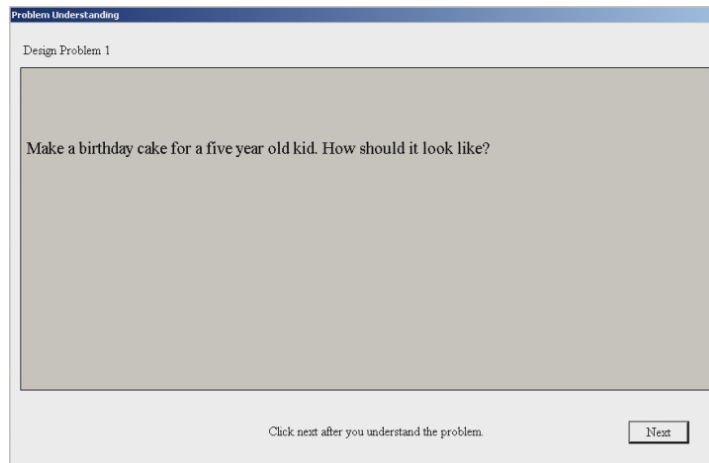 Problem Understanding
Design Problem 1
Make a birthday cake for a five year old kid. How should it look like?
Click next after you understand the problem.
Next